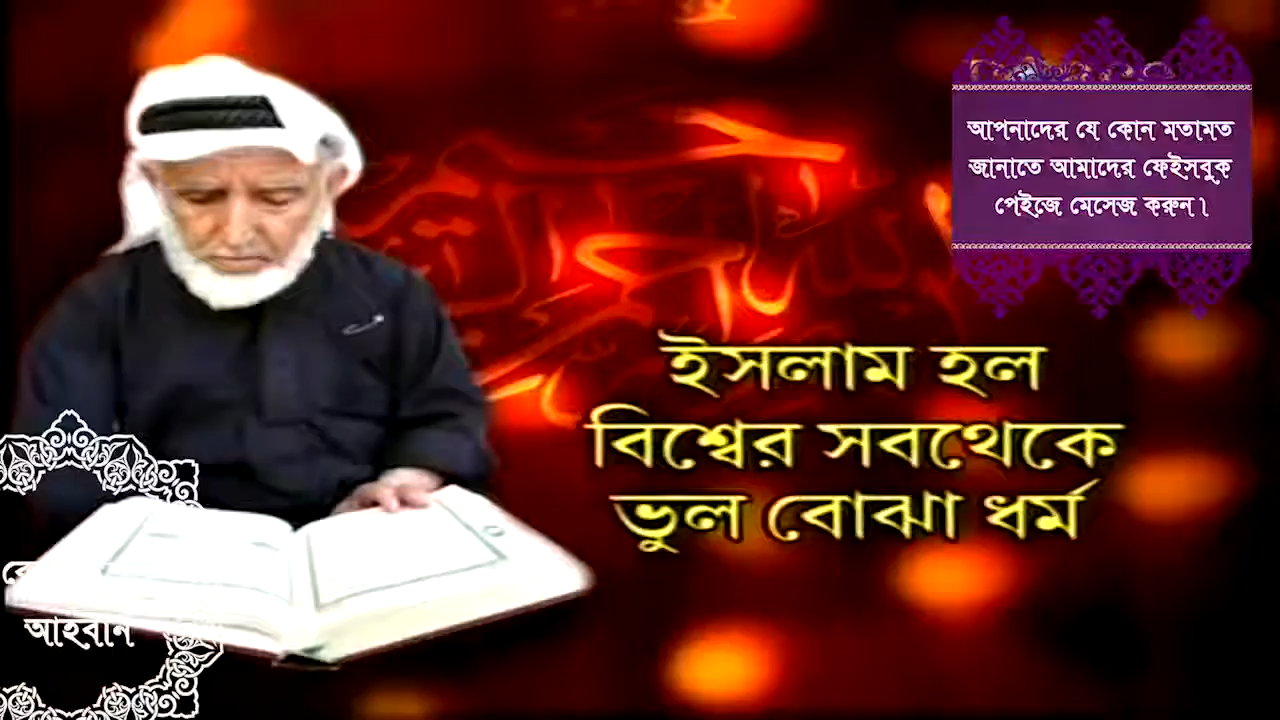 আপনাদের যে কোন মতামত
জানাতে আমাদের ফেইসবুক
পেইজে মেসেজ করুন।
ইসলাম হল
বিশ্বের সবথেকে
ভুল বোঝা ধর্ম
আহবান